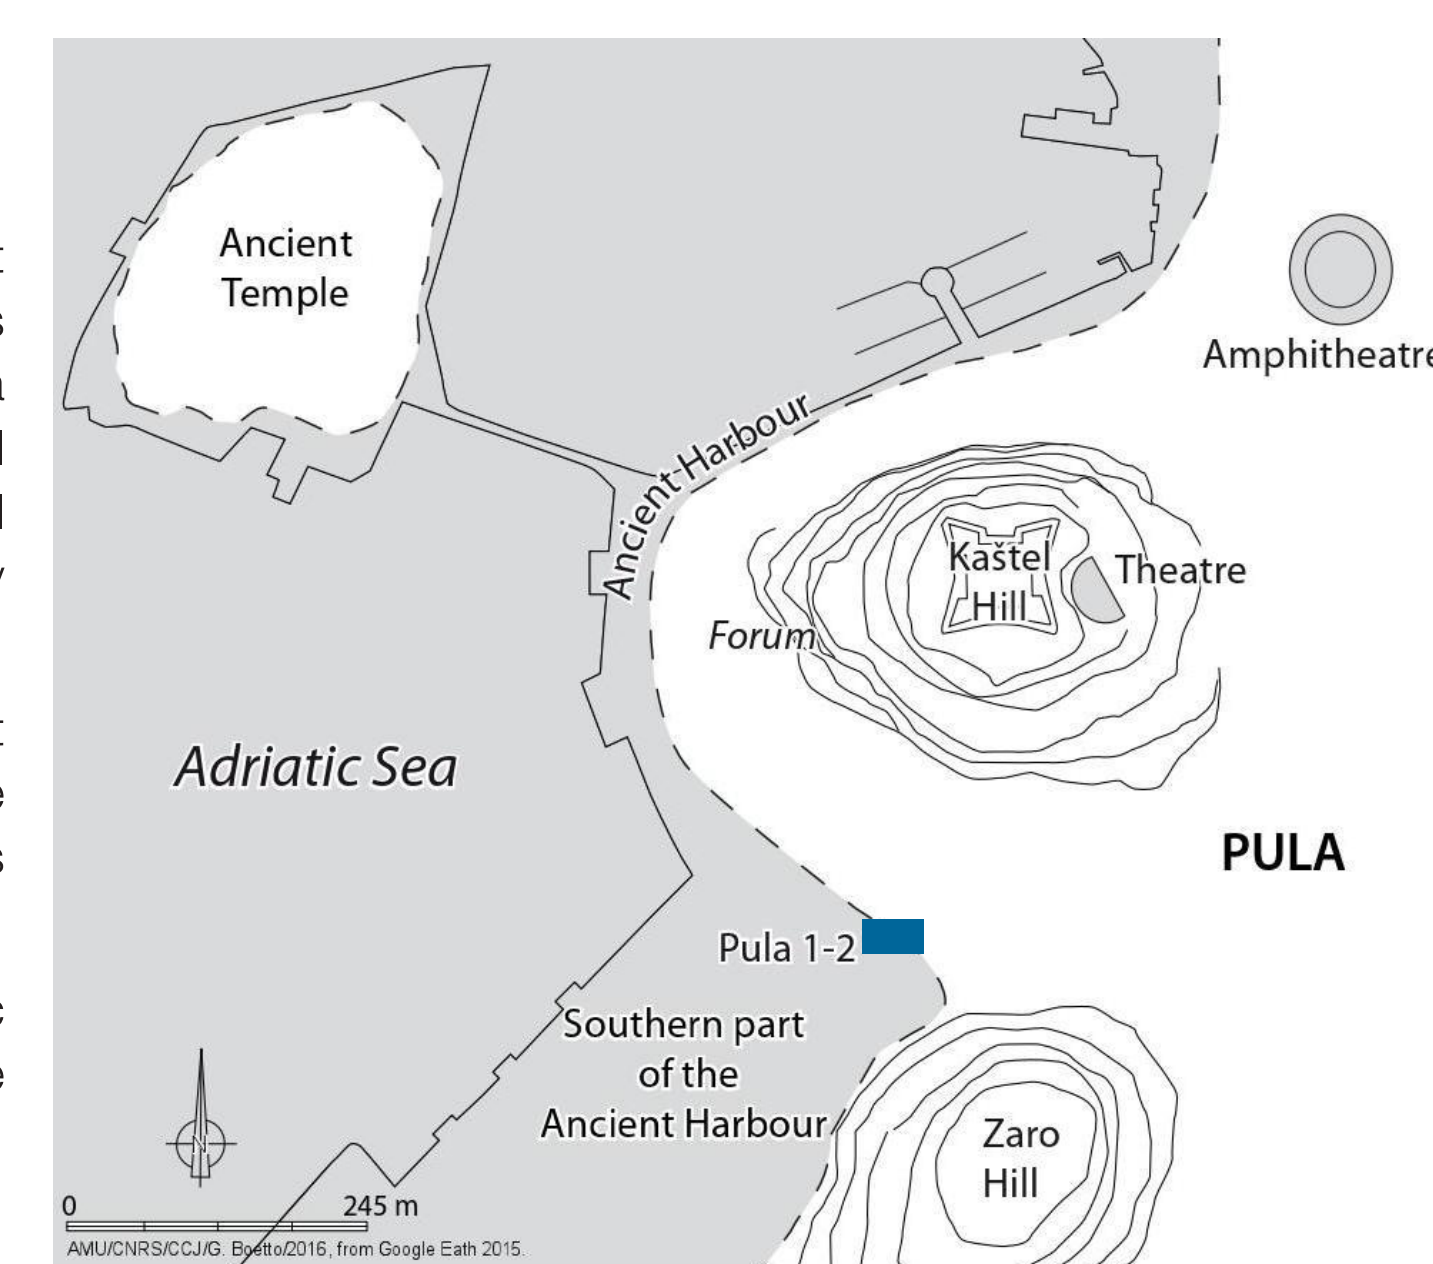 Ancient
Temple
Ancient Harbour
Kaštel
Hill
Theatre
Forum
Adriatic Sea
PULA
Pula 1-2
Southern part
of the
Ancient Harbour
Zaro
Hill
N
0
245 m
AMU/CNRS/CCJ/G. Boetto/2016, from Google Eath 2015.